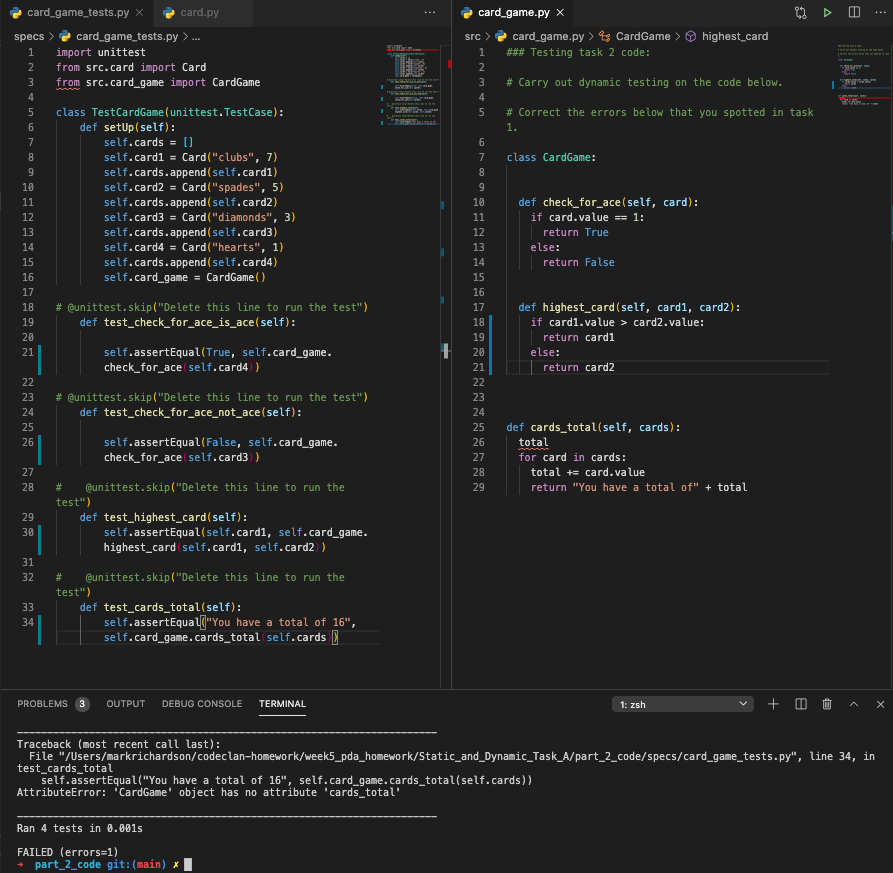 card_game_tests.py × card.py ···
specs > card_game_tests.py > ...
1 import unittest
2 from src.card import Card
3 from src.card_game import CardGame
4
5 class TestCardGame(unittest.TestCase):
6 def setUp(self):
7 self.cards = []
8 self.card1 = Card("clubs", 7)
9 self.cards.append(self.card1)
10 self.card2 = Card("spades", 5)
11 self.cards.append(self.card2)
12 self.card3 = Card("diamonds", 3)
13 self.cards.append(self.card3)
14 self.card4 = Card("hearts", 1)
15 self.cards.append(self.card4)
16 self.card_game = CardGame()
17
18 # @unittest.skip("Delete this line to run the test")
19 def test_check_for_ace_is_ace(self):
20
21 self.assertEqual(True, self.card_game.
check_for_ace(self.card4))
22
23 # @unittest.skip("Delete this line to run the test")
24 def test_check_for_ace_not_ace(self):
25
26 self.assertEqual(False, self.card_game.
check_for_ace(self.card3))
27
28 # @unittest.skip("Delete this line to run the
test")
29 def test_highest_card(self):
30 self.assertEqual(self.card1, self.card_game.
highest_card(self.card1, self.card2))
31
32 # @unittest.skip("Delete this line to run the
test")
33 def test_cards_total(self):
34 self.assertEqual("You have a total of 16",
self.card_game.cards_total(self.cards))
card_game.py × ···
src > card_game.py > CardGame > highest_card
1 ### Testing task 2 code:
2
3 # Carry out dynamic testing on the code below.
4
5 # Correct the errors below that you spotted in task
1.
6
7 class CardGame:
8
9
10 def check_for_ace(self, card):
11 if card.value == 1:
12 return True
13 else:
14 return False
15
16
17 def highest_card(self, card1, card2):
18 if card1.value > card2.value:
19 return card1
20 else:
21 return card2
22
23
24
25 def cards_total(self, cards):
26 total
27 for card in cards:
28 total += card.value
29 return "You have a total of" + total
PROBLEMS 3 OUTPUT DEBUG CONSOLE TERMINAL 1: zsh
----------------------------------------------------------------------
Traceback (most recent call last):
File "/Users/markrichardson/codeclan-homework/week5_pda_homework/Static_and_Dynamic_Task_A/part_2_code/specs/card_game_tests.py", line 34, in
test_cards_total
self.assertEqual("You have a total of 16", self.card_game.cards_total(self.cards))
AttributeError: 'CardGame' object has no attribute 'cards_total'
----------------------------------------------------------------------
Ran 4 tests in 0.001s
FAILED (errors=1)
→ part_2_code git:(main) ✗